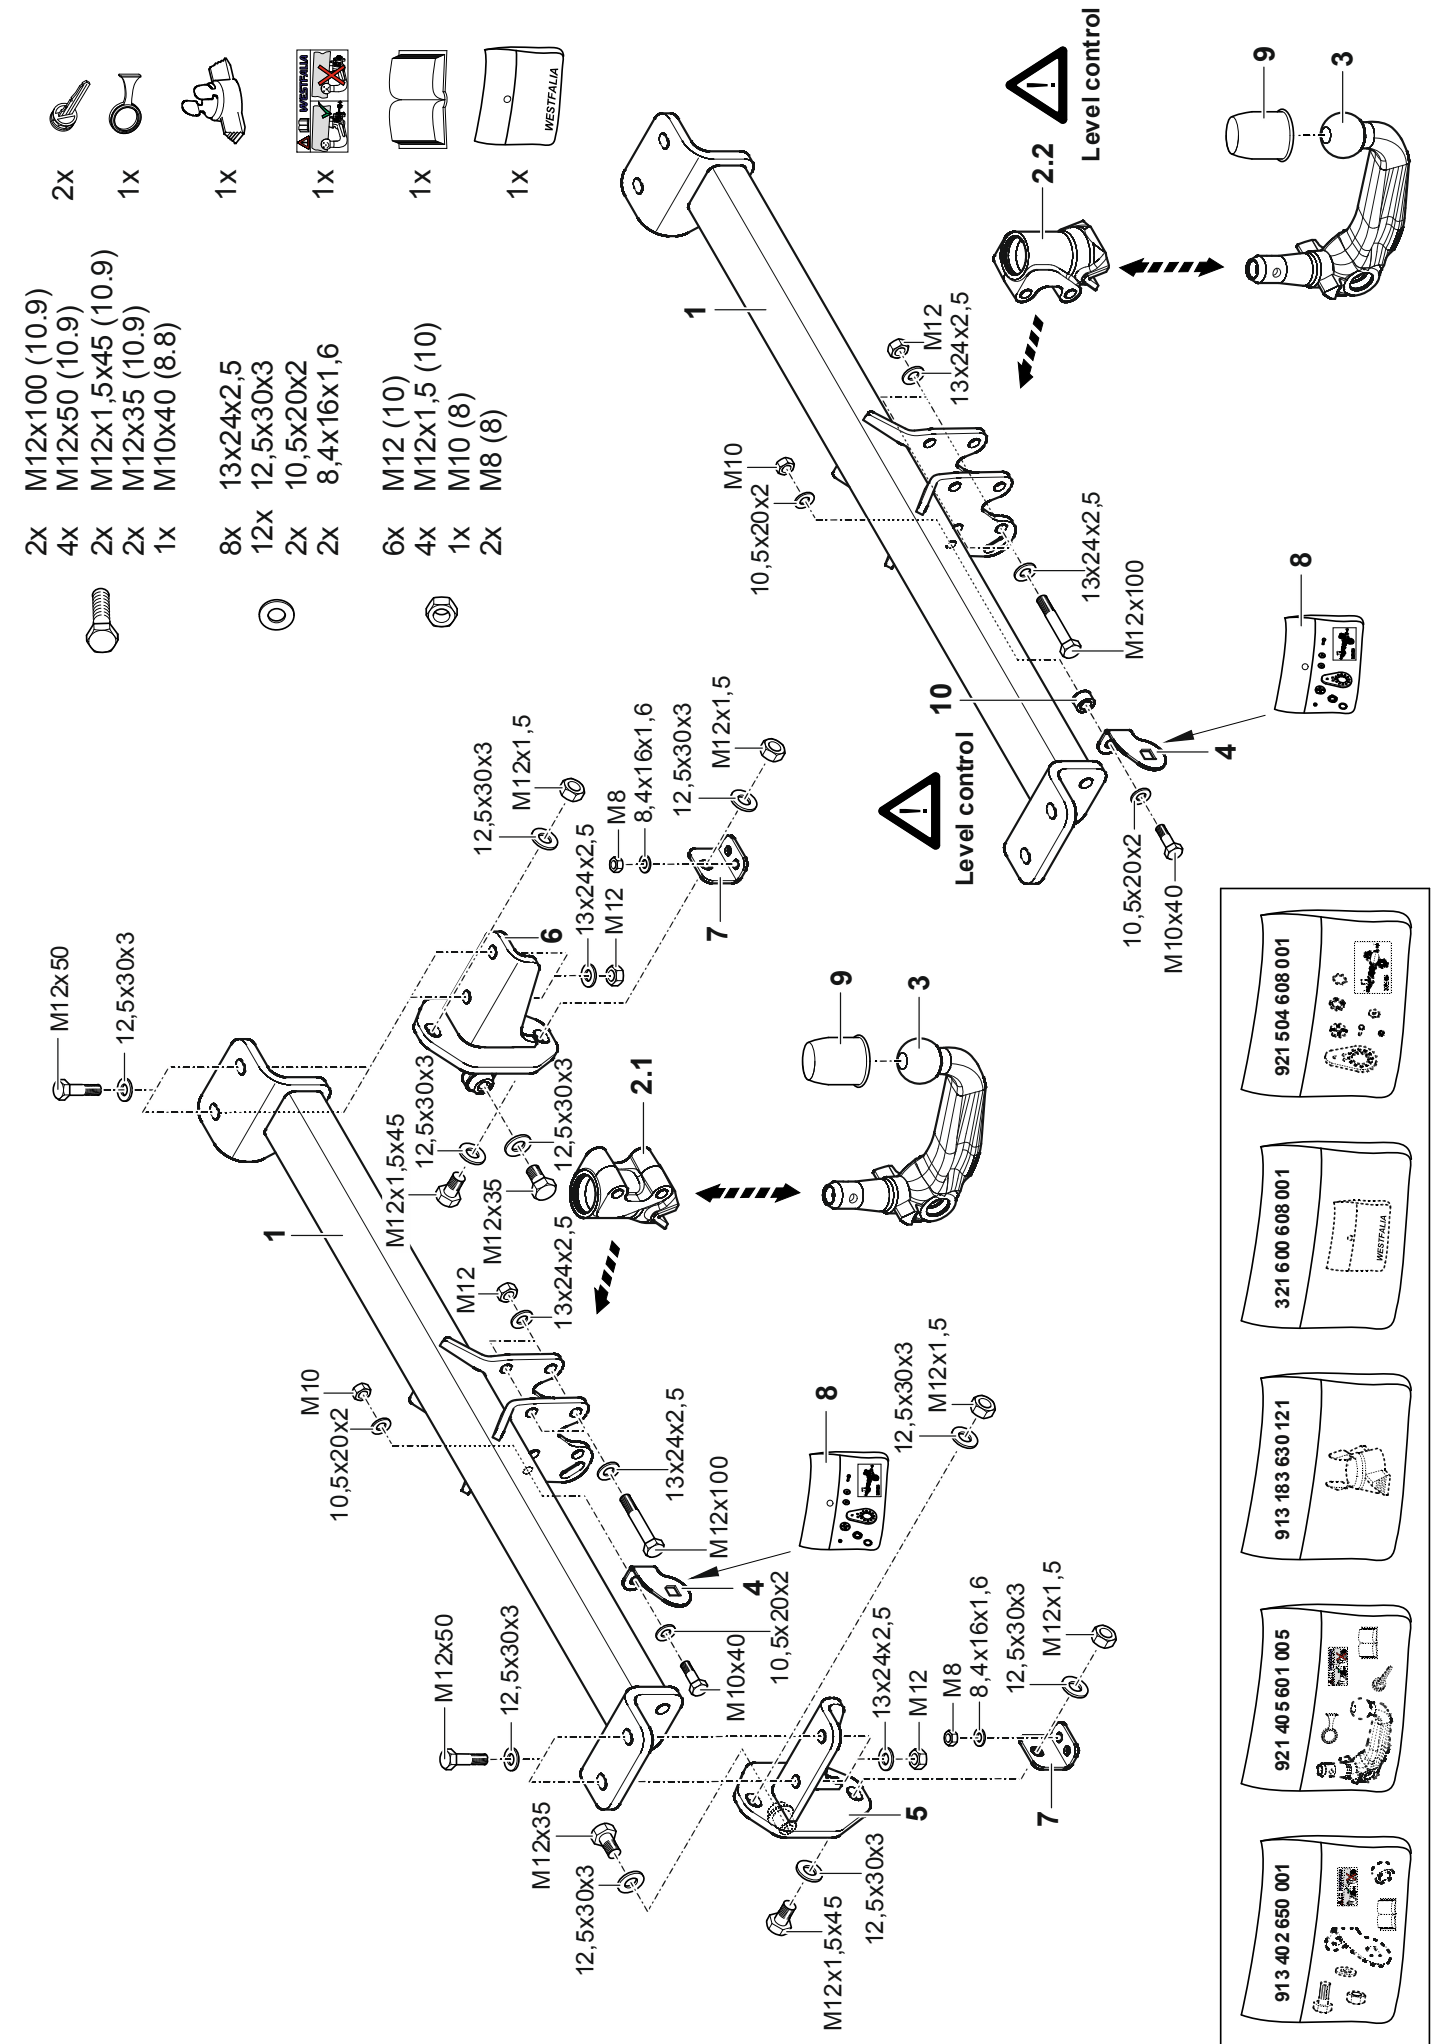 2x M12x100 (10.9)
4x M12x50 (10.9)
2x M12x1,5x45 (10.9)
2x M12x35 (10.9)
1x M10x40 (8.8)
8x 13x24x2,5
12x 12,5x30x3
2x 10,5x20x2
2x 8,4x16x1,6
6x M12 (10)
4x M12x1,5 (10)
1x M10 (8)
2x M8 (8)
2x
1x
1x
1x
WESTFALIA
1x
1x
WESTFALIA
M12x50
12,5x30x3
1
12,5x30x3
M12x1,5
6
13x24x2,5
M12
M8
8,4x16x1,6
12,5x30x3
M12x1,5
7
M12x1,5x45
12,5x30x3
M12x35
12,5x30x3
2.1
M10
10,5x20x2
M12
13x24x2,5
13x24x2,5
M12x100
9
3
8
4
10,5x20x2
M10x40
M12x50
12,5x30x3
M12x35
12,5x30x3
M12x1,5x45
12,5x30x3
5
13x24x2,5
M12
M8
8,4x16x1,6
12,5x30x3
M12x1,5
7
12,5x30x3
M12x1,5
1
M10
10,5x20x2
M12
13x24x2,5
2.2
Level control
9
3
13x24x2,5
M12x100
8
10
Level control
4
10,5x20x2
M10x40
913 402 650 001
921 405 601 005
913 183 630 121
321 600 608 001
WESTFALIA
921 504 608 001